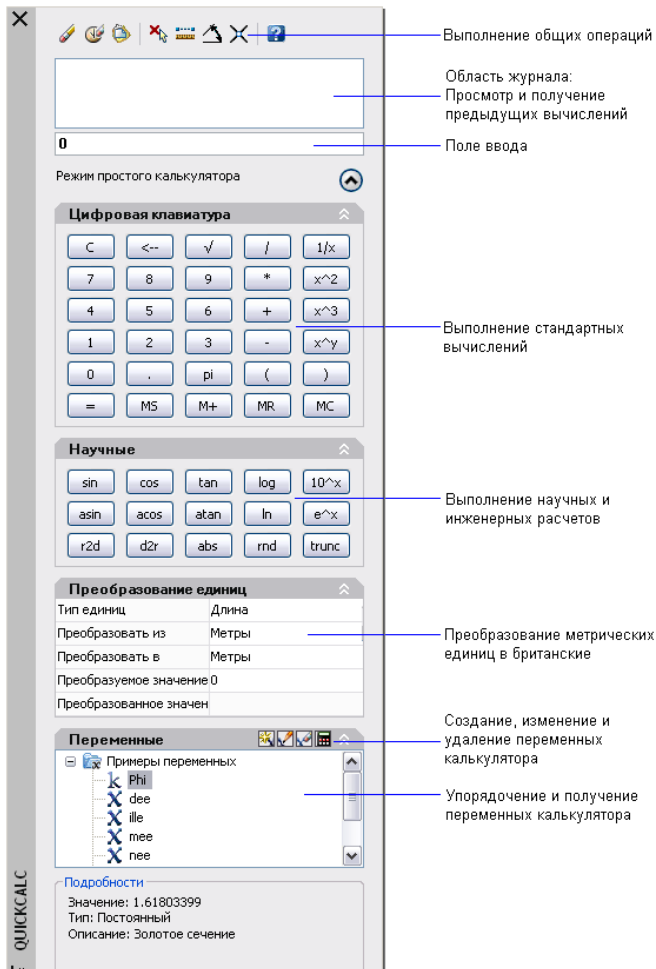 Выполнение общих операций
Область журнала:
Просмотр и получение
предыдущих вычислений
0
Поле ввода
Режим простого калькулятора
Цифровая клавиатура
C <-- √ / 1/x
7 8 9 * x^2
4 5 6 + x^3
1 2 3 - x^y
0 . pi ( )
= MS M+ MR MC
Выполнение стандартных
вычислений
Научные
sin cos tan log 10^x
asin acos atan ln e^x
r2d d2r abs rnd trunc
Выполнение научных и
инженерных расчетов
Преобразование единиц
Тип единиц Длина
Преобразовать из Метры
Преобразовать в Метры
Преобразуемое значение 0
Преобразованное значен
Преобразование метрических
единиц в британские
Переменные
Создание, изменение и
удаление переменных
калькулятора
Примеры переменных
Phi
dee
ille
mee
nee
Упорядочение и получение
переменных калькулятора
Подробности
Значение: 1.61803399
Тип: Постоянный
Описание: Золотое сечение
QUICKCALC